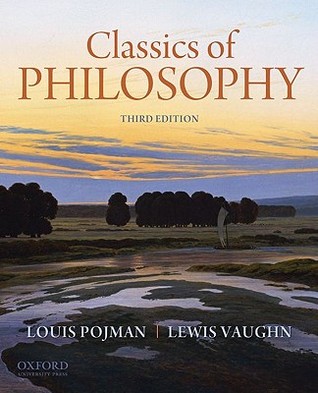 Classics of
PHILOSOPHY
THIRD EDITION
LOUIS POJMAN | LEWIS VAUGHN
OXFORD
UNIVERSITY PRESS